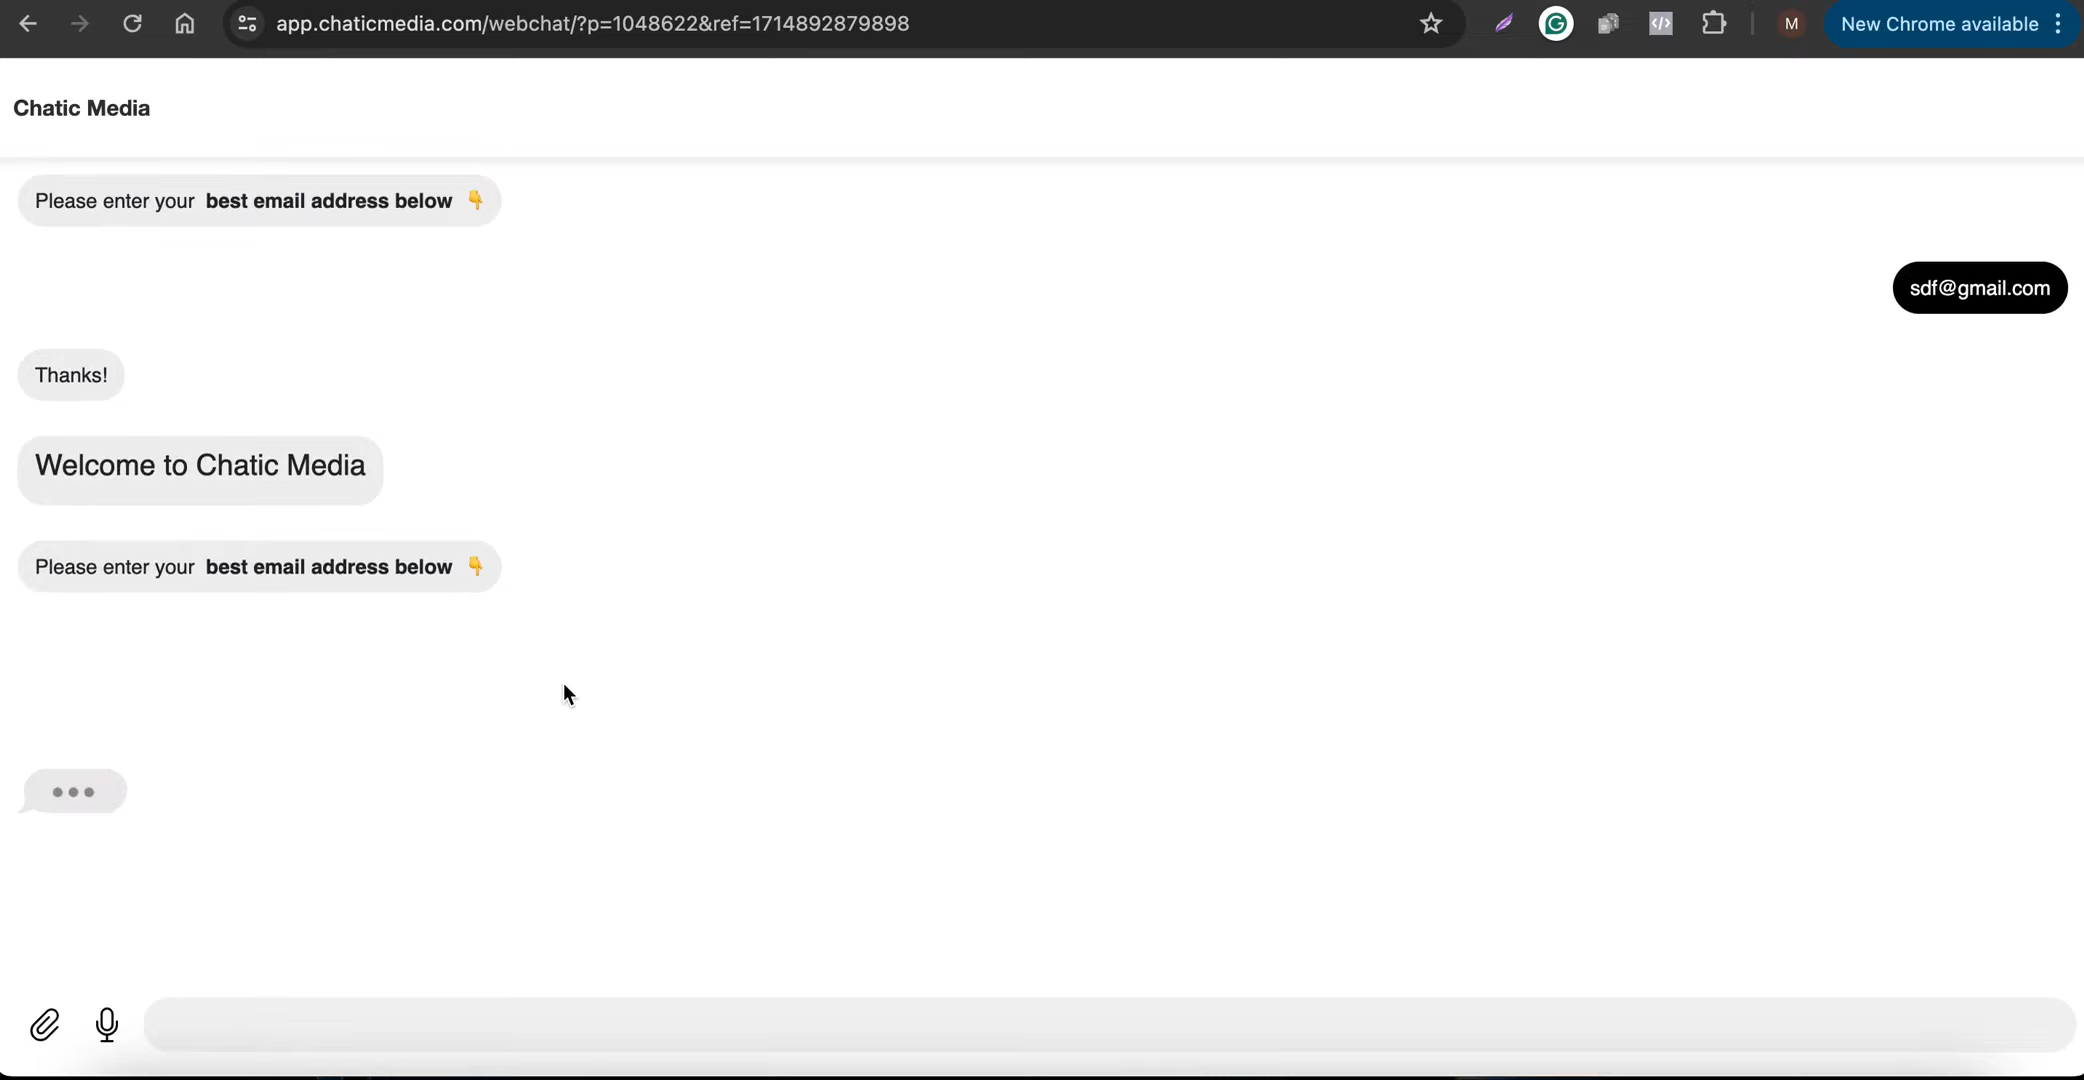 app.chaticmedia.com/webchat/?p=1048622&ref=1714892879898
M
New Chrome available
Chatic Media
Please enter your best email address below 👇
sdf@gmail.com
Thanks!
Welcome to Chatic Media
Please enter your best email address below 👇